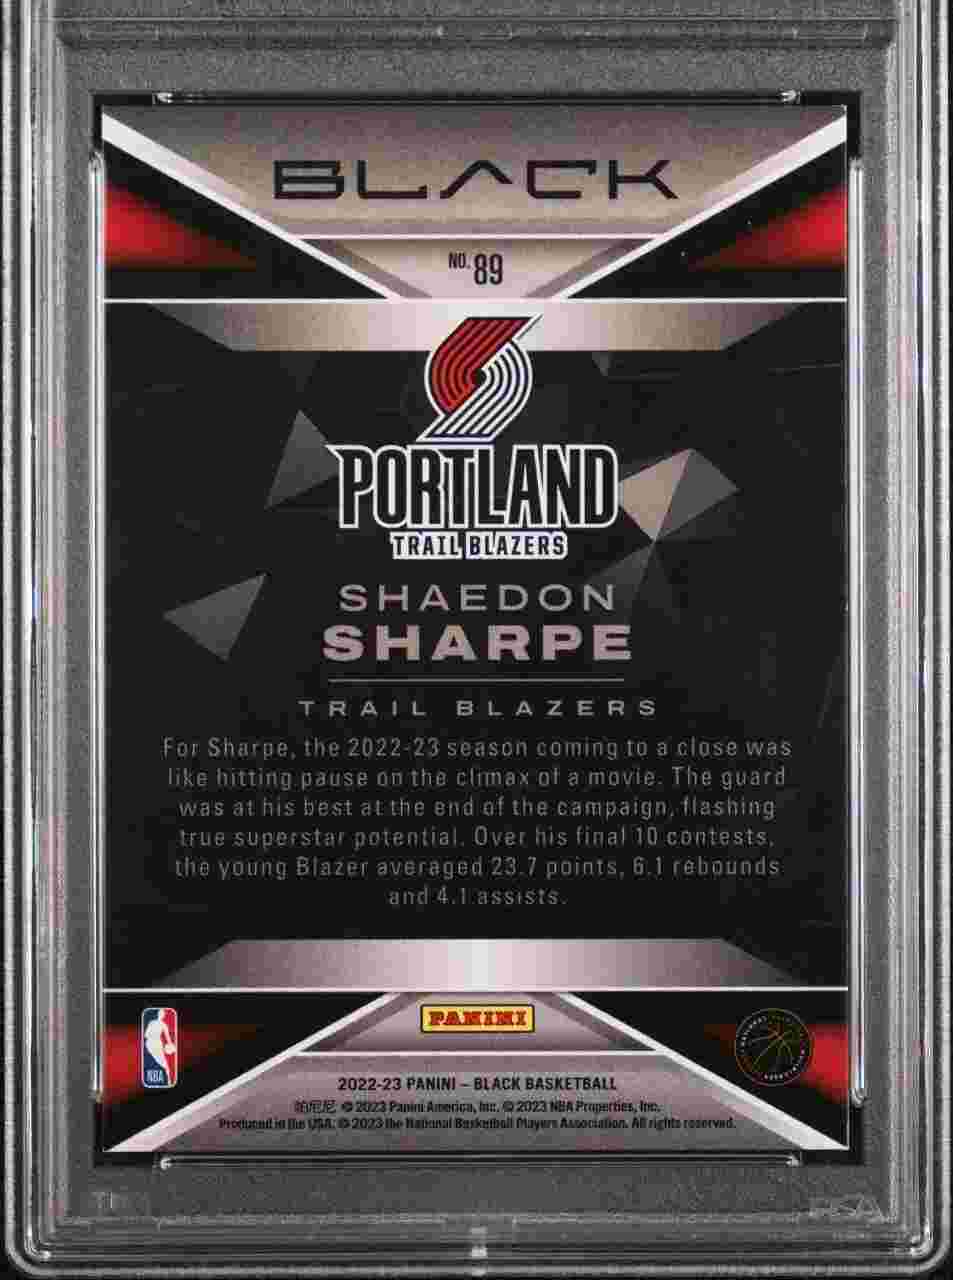 BLACK
NO. 89
PORTLAND
TRAIL BLAZERS
SHAEDON
SHARPE
TRAIL BLAZERS
For Sharpe, the 2022-23 season coming to a close was
like hitting pause on the climax of a movie. The guard
was at his best at the end of the campaign, flashing
true superstar potential. Over his final 10 contests,
the young Blazer averaged 23.7 points, 6.1 rebounds
and 4.1 assists.
PANINI
NBA
2022-23 PANINI – BLACK BASKETBALL
帕尼尼 © 2023 Panini America, Inc. © 2023 NBA Properties, Inc.
Produced in the USA. © 2023 the National Basketball Players Association. All rights reserved.
PSA